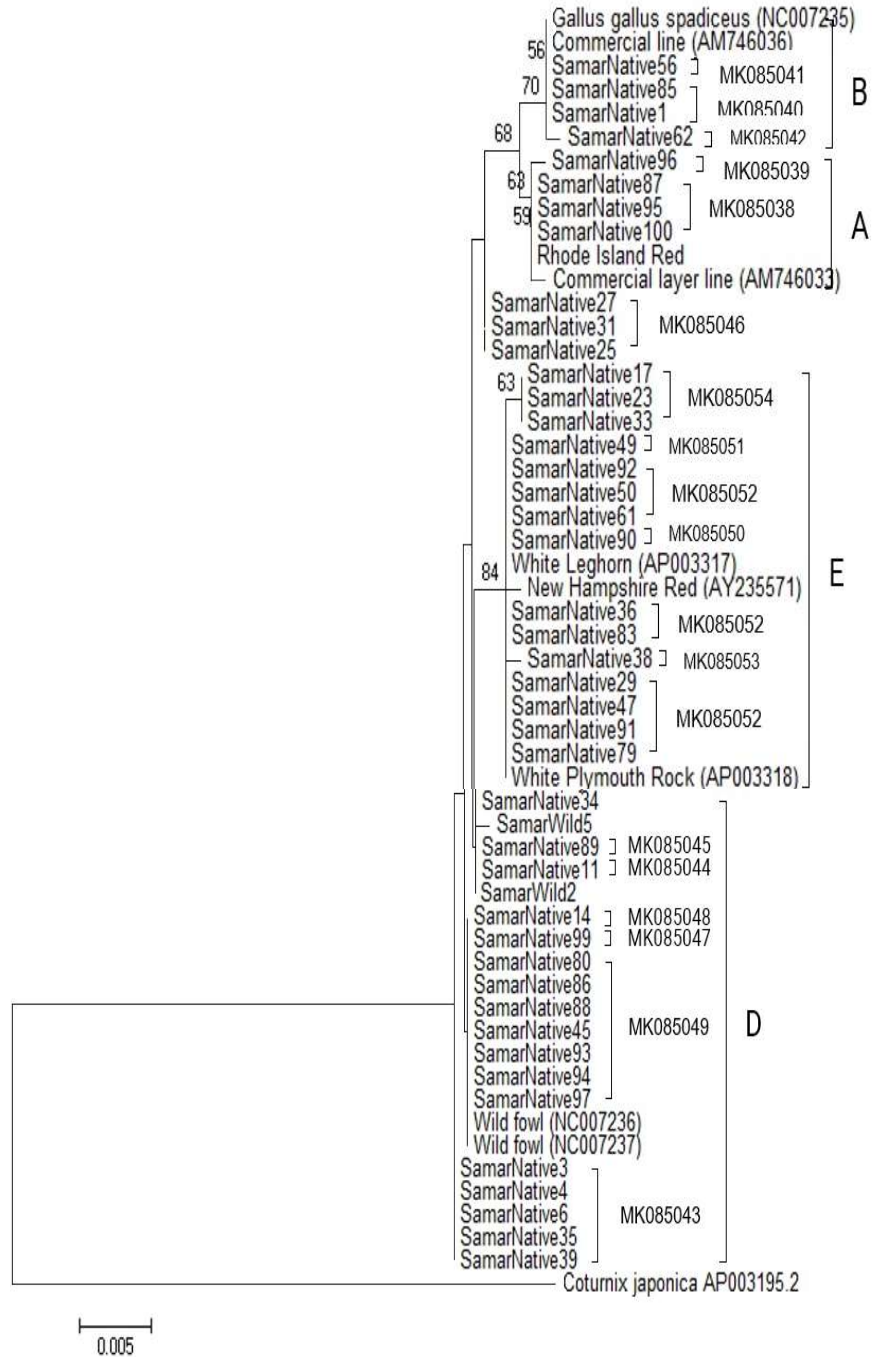 Gallus gallus spadiceus (NC007235)
56
Commercial line (AM746036)
SamarNative56
MK085041
70
SamarNative85
B
SamarNative1
MK085040
68
SamarNative62
MK085042
SamarNative96
MK085039
63
SamarNative87
SamarNative95
MK085038
59
SamarNative100
A
Rhode Island Red
Commercial layer line (AM746033)
SamarNative27
SamarNative31
MK085046
SamarNative25
63
SamarNative17
SamarNative23
MK085054
SamarNative33
SamarNative49
MK085051
SamarNative92
SamarNative50
MK085052
SamarNative61
SamarNative90
MK085050
White Leghorn (AP003317)
84
E
New Hampshire Red (AY235571)
SamarNative36
MK085052
SamarNative83
SamarNative38
MK085053
SamarNative29
SamarNative47
MK085052
SamarNative91
SamarNative79
White Plymouth Rock (AP003318)
SamarNative34
SamarWild5
SamarNative89
MK085045
SamarNative11
MK085044
SamarWild2
SamarNative14
MK085048
SamarNative99
MK085047
SamarNative80
SamarNative86
SamarNative88
MK085049
D
SamarNative45
SamarNative93
SamarNative94
SamarNative97
Wild fowl (NC007236)
Wild fowl (NC007237)
SamarNative3
SamarNative4
SamarNative6
MK085043
SamarNative35
SamarNative39
Coturnix japonica AP003195.2
0.005